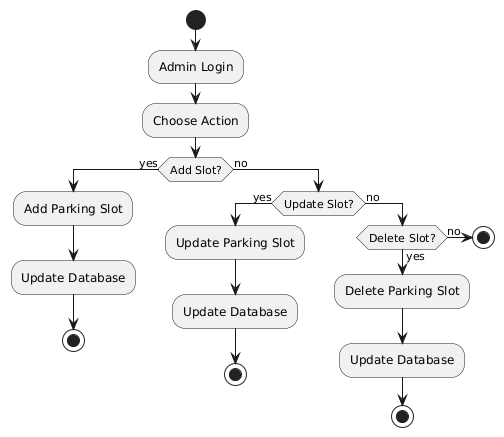 Admin Login
Choose Action
yes
Add Slot?
no
Add Parking Slot
Update Database
yes
Update Slot?
no
Update Parking Slot
Update Database
Delete Slot?
no
yes
Delete Parking Slot
Update Database